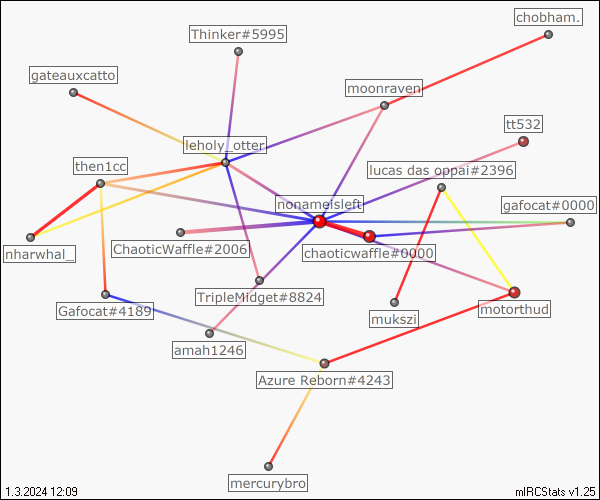 chobham.
Thinker#5995
gateauxcatto
moonraven
tt532
leholy_otter
then1cc
lucas das oppai#2396
nonameisleft
gafocat#0000
nharwhal_
ChaoticWaffle#2006
chaoticwaffle#0000
TripleMidget#8824
Gafocat#4189
mukszi
motorthud
amah1246
Azure Reborn#4243
mercurybro
1.3.2024 12:09
mIRCStats v1.25